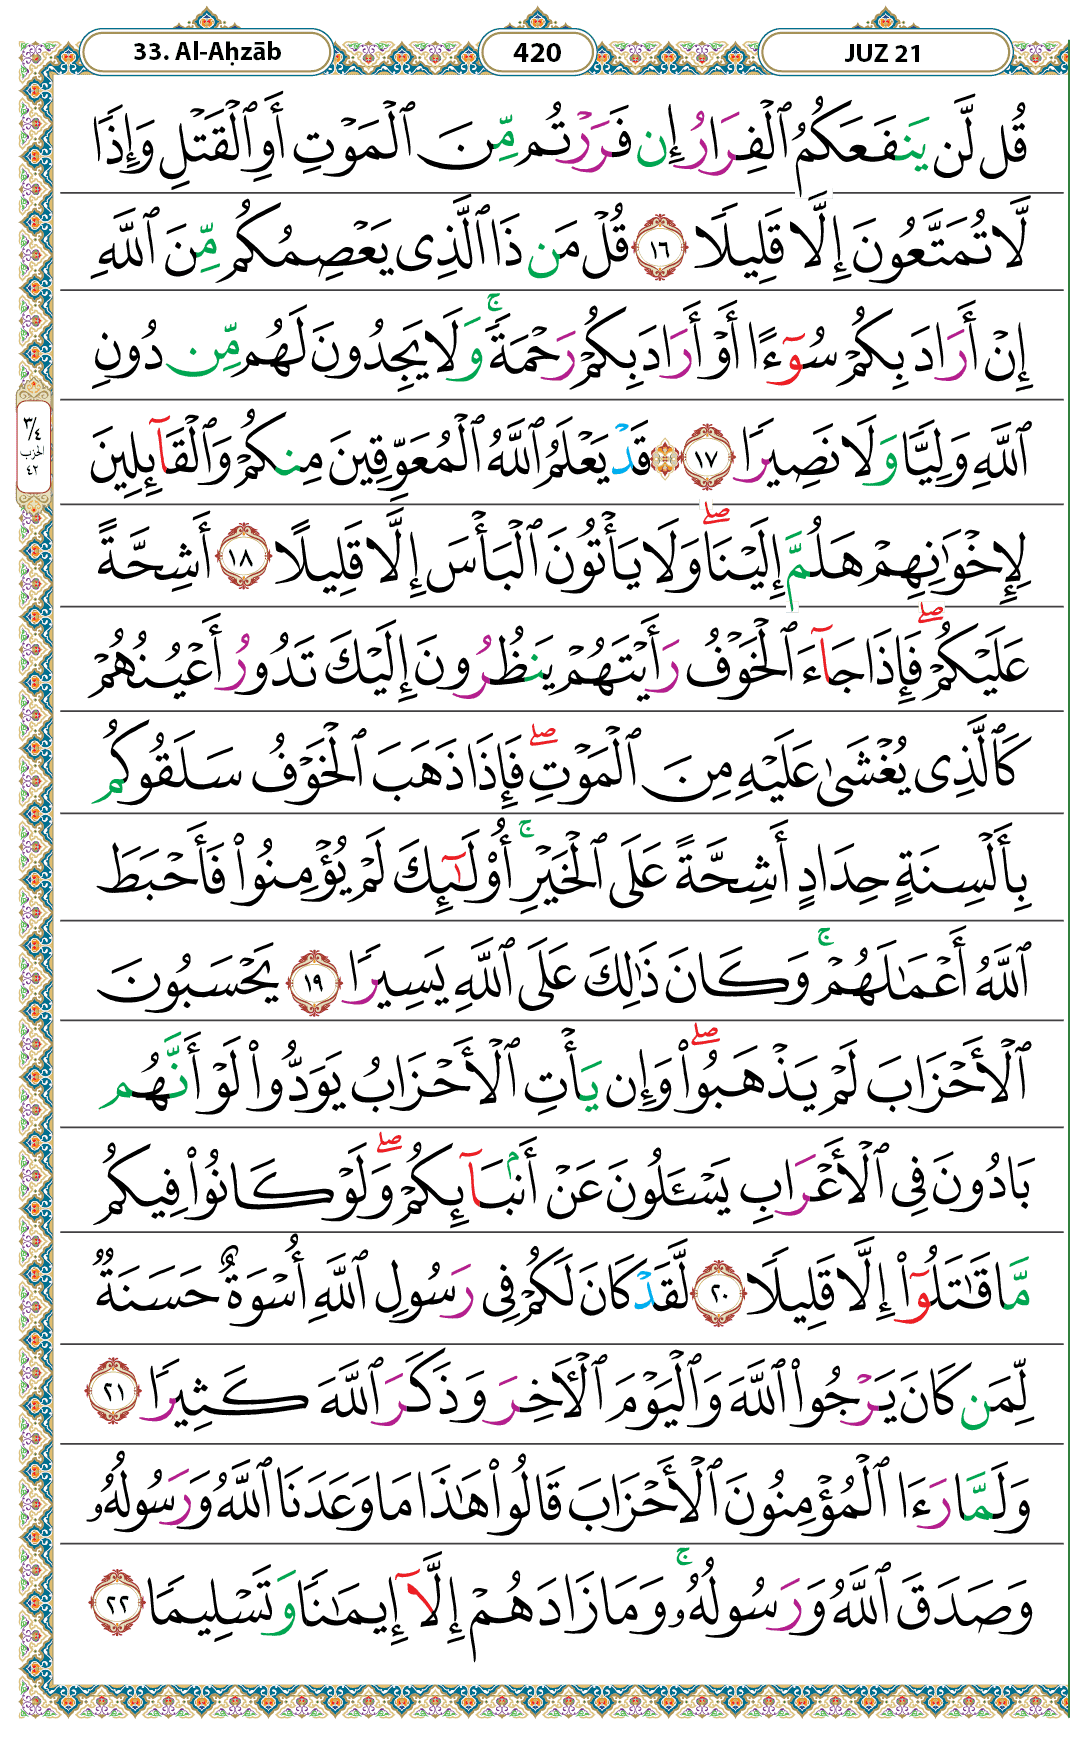 33. Al-Aḥzāb
420
JUZ 21
قُل لَّن يَنفَعَكُمُ ٱلْفِرَارُ إِن فَرَرْتُم مِّنَ ٱلْمَوْتِ أَوِ ٱلْقَتْلِ وَإِذًا
لَّا تُمَتَّعُونَ إِلَّا قَلِيلًا ١٦ قُلْ مَن ذَا ٱلَّذِى يَعْصِمُكُم مِّنَ ٱللَّهِ
إِنْ أَرَادَ بِكُمْ سُوٓءًا أَوْ أَرَادَ بِكُمْ رَحْمَةً ۚ وَلَا يَجِدُونَ لَهُم مِّن دُونِ
ٱللَّهِ وَلِيًّا وَلَا نَصِيرًا ١٧ ۞ قَدْ يَعْلَمُ ٱللَّهُ ٱلْمُعَوِّقِينَ مِنكُمْ وَٱلْقَآئِلِينَ
لِإِخْوَٰنِهِمْ هَلُمَّ إِلَيْنَا ۖ وَلَا يَأْتُونَ ٱلْبَأْسَ إِلَّا قَلِيلًا ١٨ أَشِحَّةً
عَلَيْكُمْ ۖ فَإِذَا جَآءَ ٱلْخَوْفُ رَأَيْتَهُمْ يَنظُرُونَ إِلَيْكَ تَدُورُ أَعْيُنُهُمْ
كَٱلَّذِى يُغْشَىٰ عَلَيْهِ مِنَ ٱلْمَوْتِ ۖ فَإِذَا ذَهَبَ ٱلْخَوْفُ سَلَقُوكُم
بِأَلْسِنَةٍ حِدَادٍ أَشِحَّةً عَلَى ٱلْخَيْرِ ۚ أُو۟لَٰٓئِكَ لَمْ يُؤْمِنُوا۟ فَأَحْبَطَ
ٱللَّهُ أَعْمَٰلَهُمْ ۚ وَكَانَ ذَٰلِكَ عَلَى ٱللَّهِ يَسِيرًا ١٩ يَحْسَبُونَ
ٱلْأَحْزَابَ لَمْ يَذْهَبُوا۟ ۖ وَإِن يَأْتِ ٱلْأَحْزَابُ يَوَدُّوا۟ لَوْ أَنَّهُم
بَادُونَ فِى ٱلْأَعْرَابِ يَسْـَٔلُونَ عَنْ أَنۢبَآئِكُمْ ۖ وَلَوْ كَانُوا۟ فِيكُم
مَّا قَٰتَلُوٓا۟ إِلَّا قَلِيلًا ٢٠ لَّقَدْ كَانَ لَكُمْ فِى رَسُولِ ٱللَّهِ أُسْوَةٌ حَسَنَةٌ
لِّمَن كَانَ يَرْجُوا۟ ٱللَّهَ وَٱلْيَوْمَ ٱلْـَٔاخِرَ وَذَكَرَ ٱللَّهَ كَثِيرًا ٢١
وَلَمَّا رَءَا ٱلْمُؤْمِنُونَ ٱلْأَحْزَابَ قَالُوا۟ هَٰذَا مَا وَعَدَنَا ٱللَّهُ وَرَسُولُهُۥ
وَصَدَقَ ٱللَّهُ وَرَسُولُهُۥ ۚ وَمَا زَادَهُمْ إِلَّآ إِيمَٰنًا وَتَسْلِيمًا ٢٢
٣/٤
الحزب
٤٢